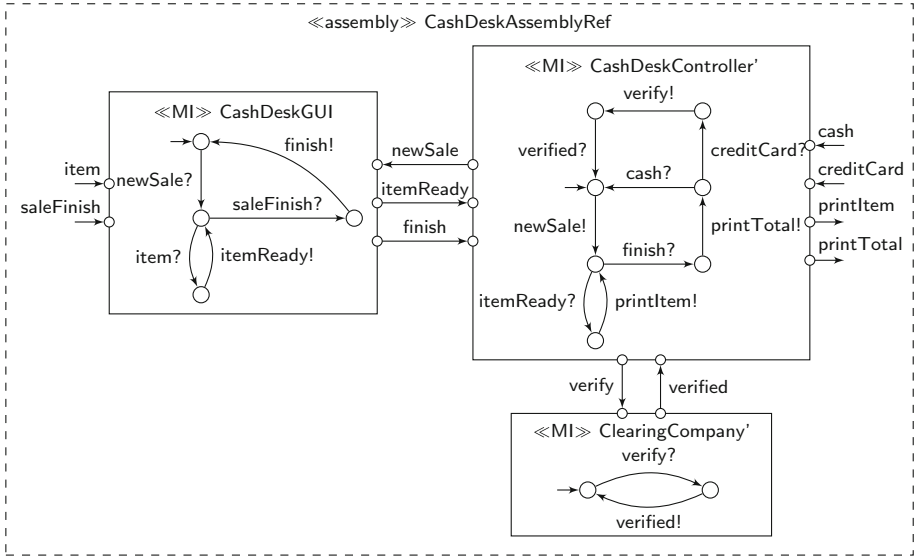 ≪assembly≫ CashDeskAssemblyRef
≪MI≫ CashDeskGUI
item
saleFinish
newSale?
finish!
saleFinish?
item?
itemReady!
newSale
itemReady
finish
≪MI≫ CashDeskController'
verify!
verified?
creditCard?
cash?
newSale!
printTotal!
finish?
itemReady?
printItem!
cash
creditCard
printItem
printTotal
verify
verified
≪MI≫ ClearingCompany'
verify?
verified!